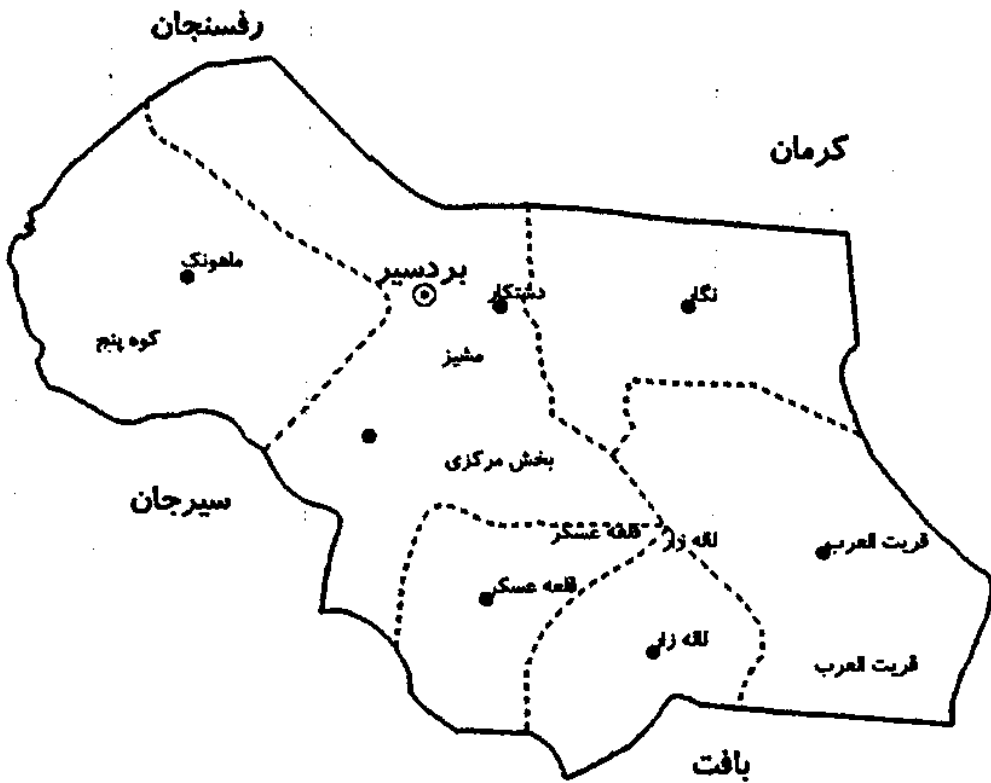 رفسنجان
کرمان
ماهونک
بردسیر
دشتکار
نگار
کوه پنج
مشیز
بخش مرکزی
سیرجان
قلعه عسکر
لاله زار
قریت العرب
قلعه عسکر
لاله زار
قریت العرب
بافت